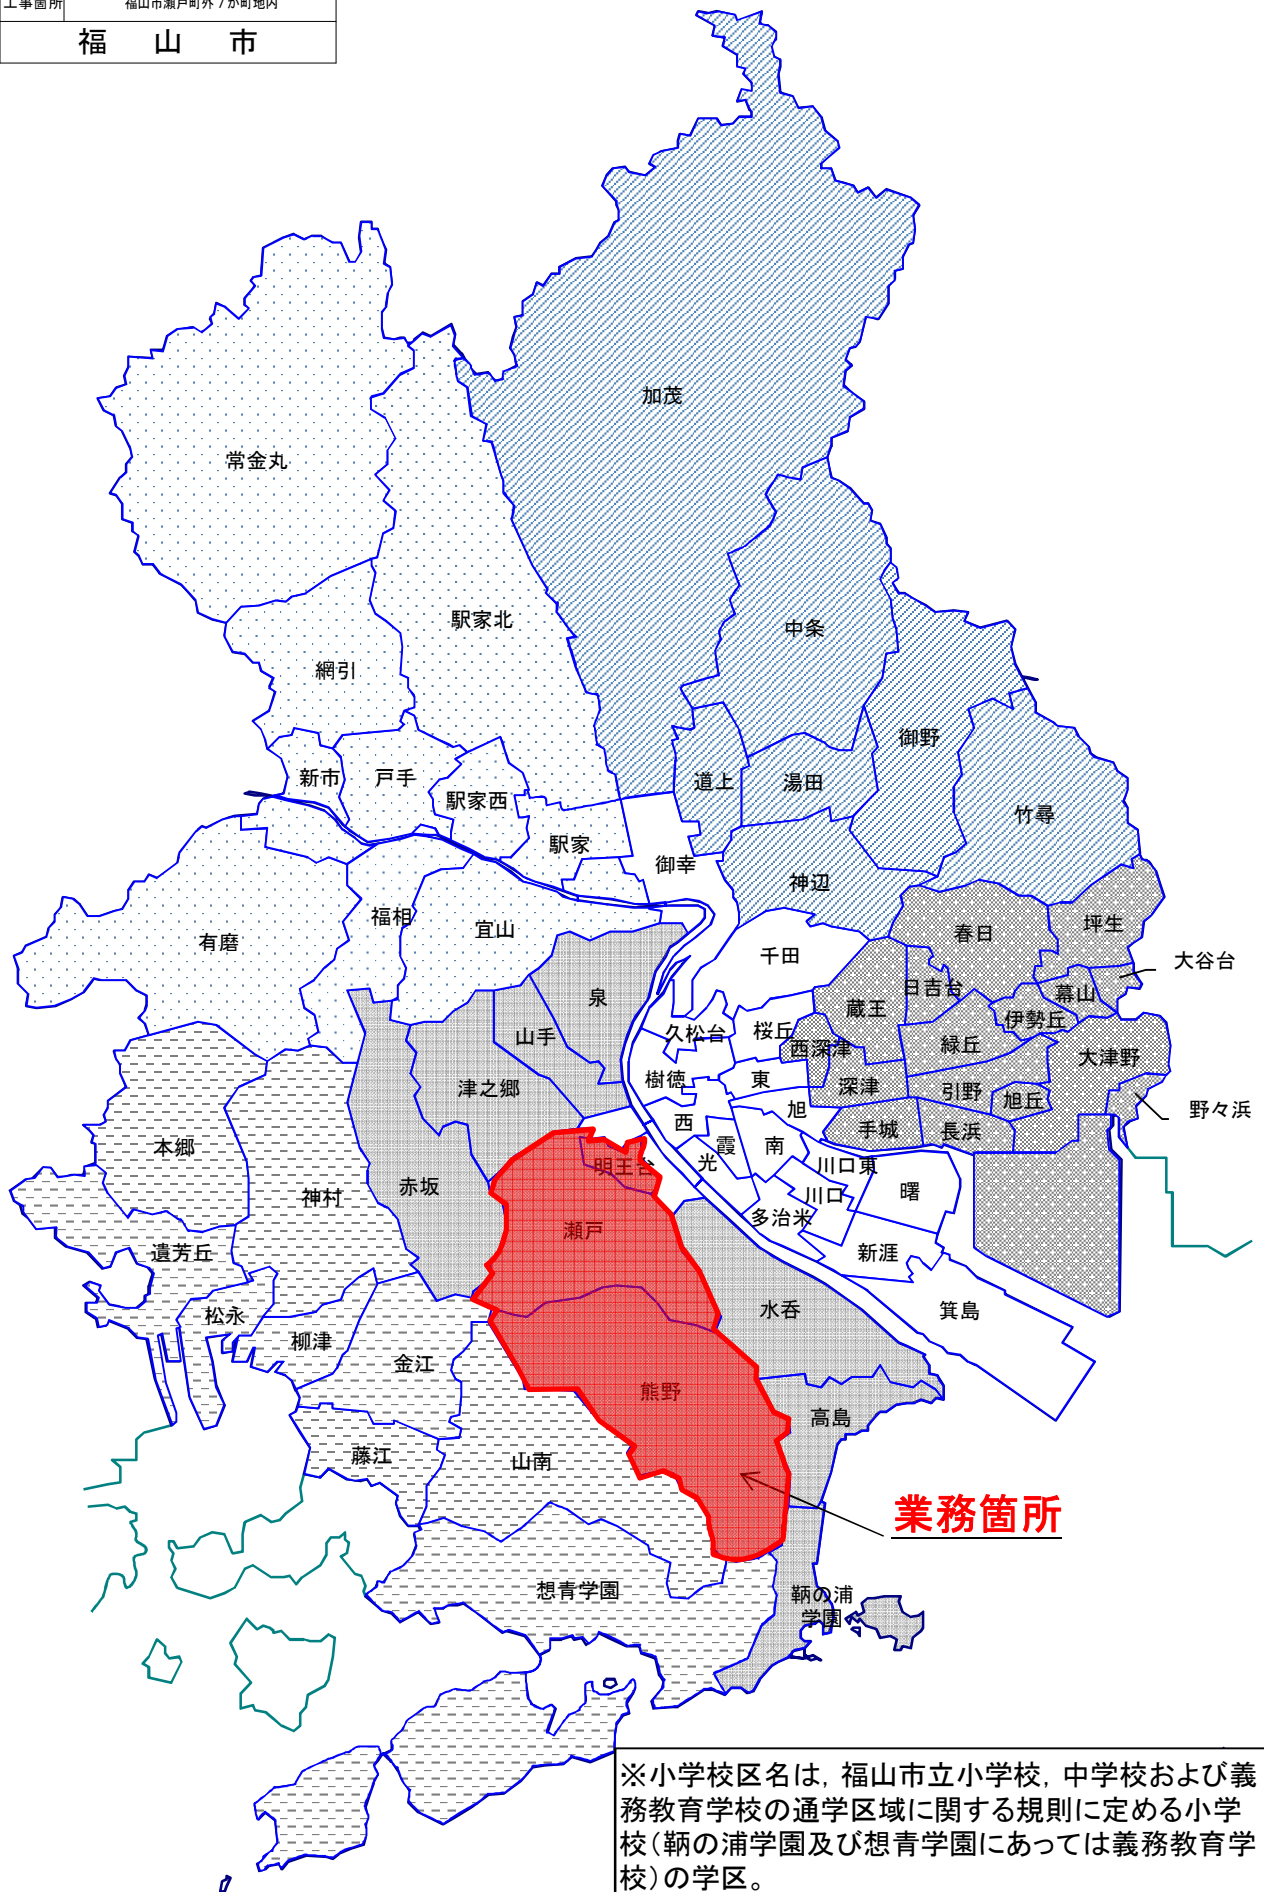 工事箇所 福山市瀬戸町外7か町地内
福山市
加茂
常金丸
駅家北
中条
網引
御野
新市
戸手
道上
湯田
駅家西
竹尋
駅家
御幸
神辺
福相
宜山
有磨
春日
坪生
千田
大谷台
泉
日吉台
幕山
蔵王
伊勢丘
山手
久松台
桜丘
西深津
緑丘
大津野
樹徳
東
津之郷
深津
引野
旭丘
旭
野々浜
西
手城
長浜
本郷
霞
南
明王台
光
川口東
赤坂
神村
川口
曙
多治米
瀬戸
遺芳丘
新涯
松永
水呑
箕島
柳津
金江
熊野
高島
藤江
山南
業務箇所
想青学園
鞆の浦
学園
※小学校区名は，福山市立小学校，中学校および義
務教育学校の通学区域に関する規則に定める小学
校（鞆の浦学園及び想青学園にあっては義務教育学
校）の学区。